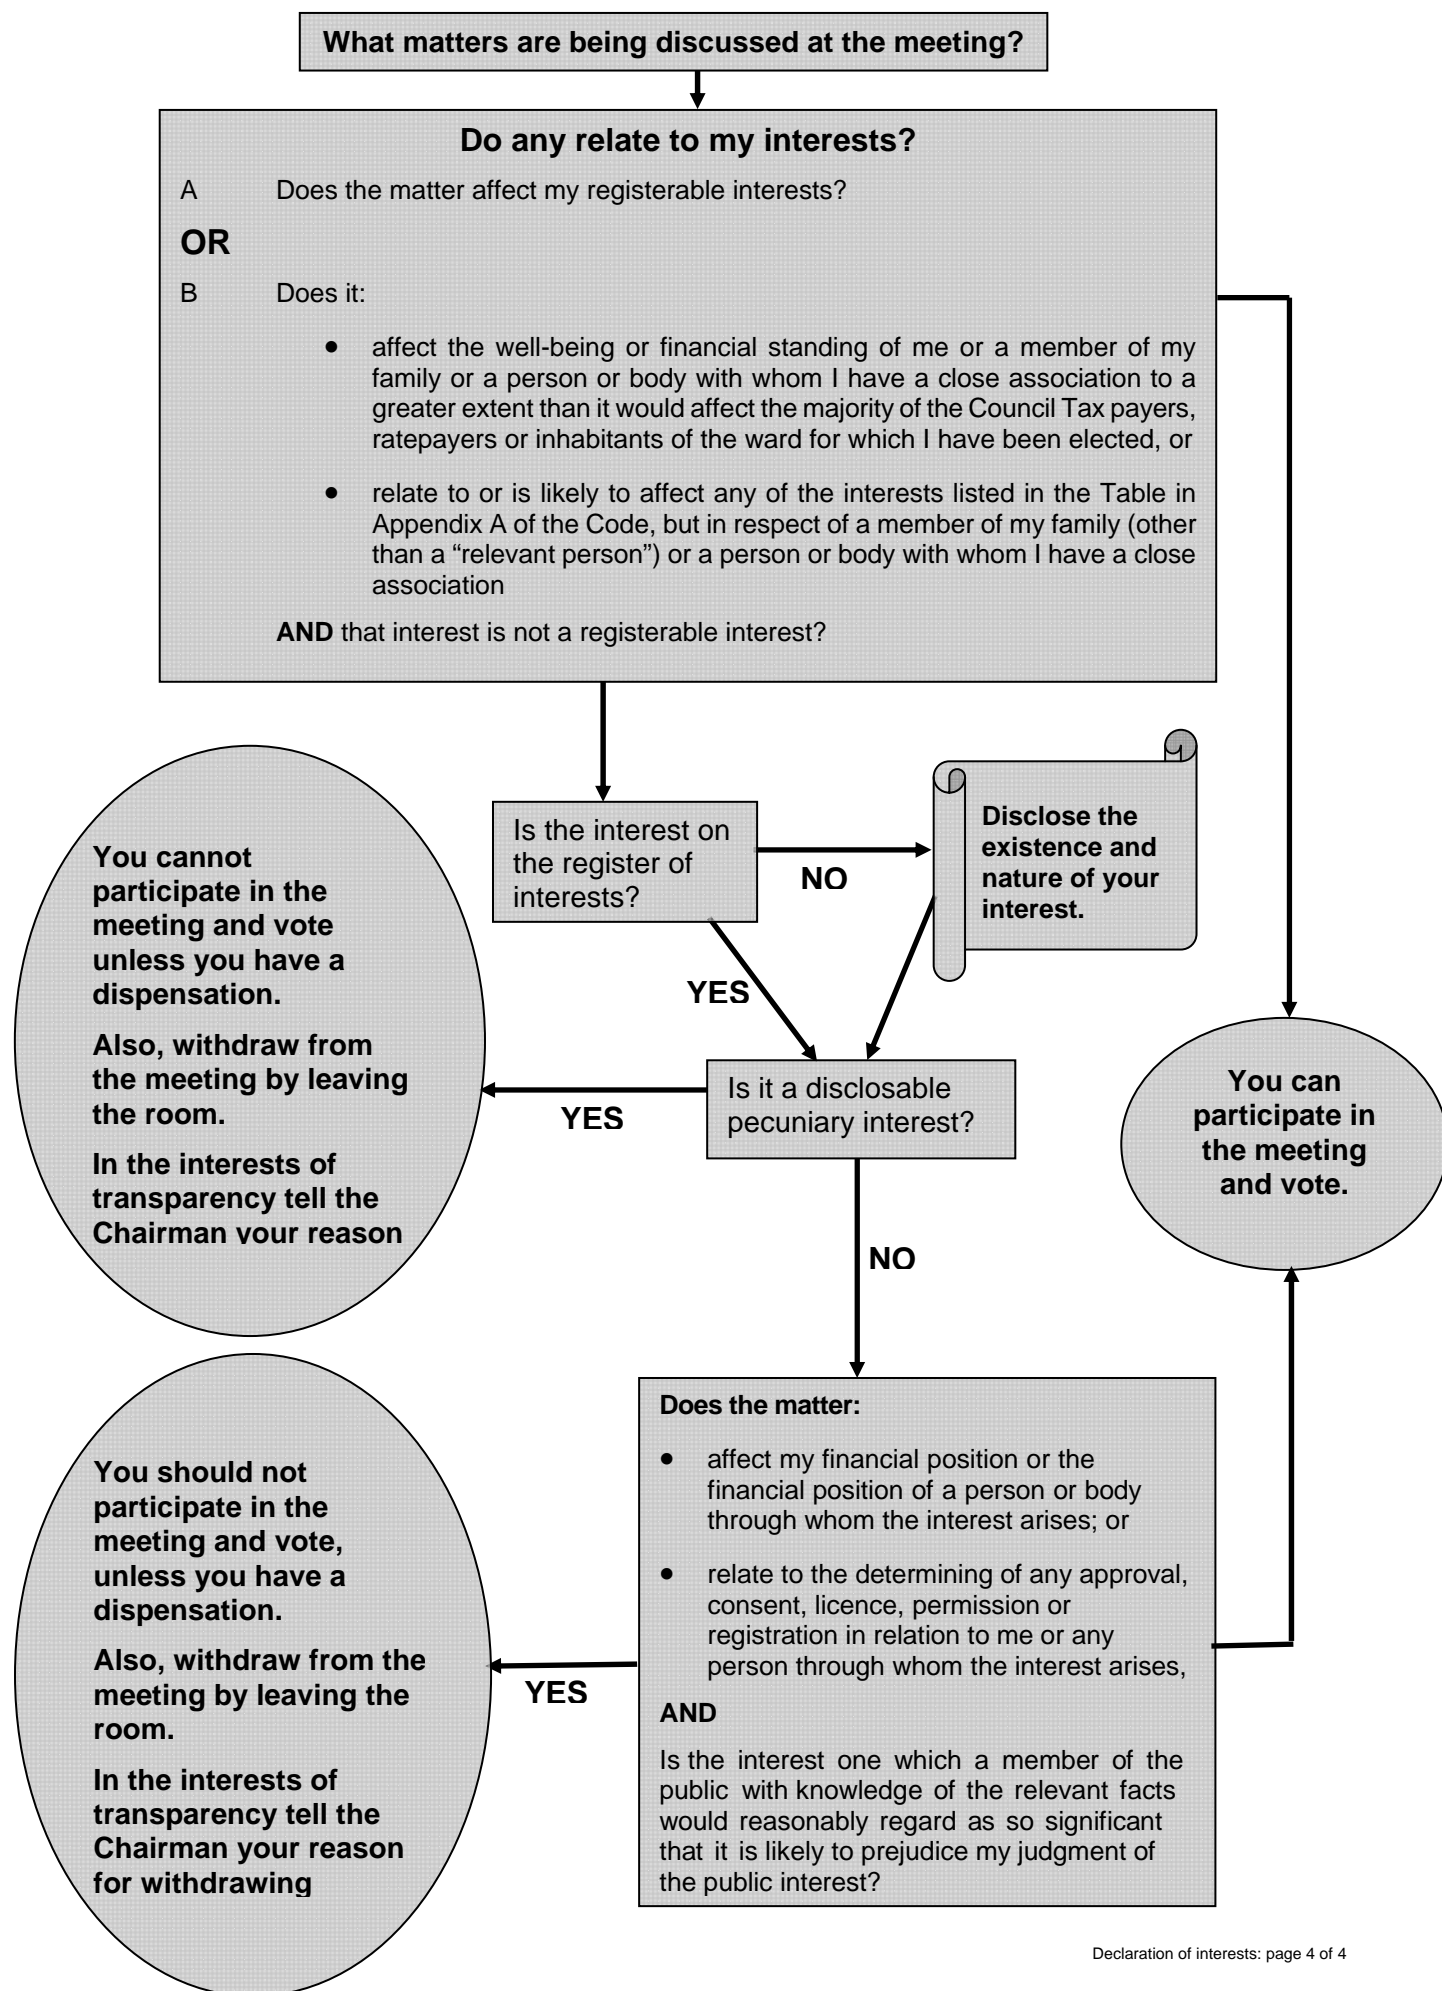 What matters are being discussed at the meeting?
Do any relate to my interests?
A Does the matter affect my registerable interests?
OR
B Does it:
• affect the well-being or financial standing of me or a member of my
family or a person or body with whom I have a close association to a
greater extent than it would affect the majority of the Council Tax payers,
ratepayers or inhabitants of the ward for which I have been elected, or
• relate to or is likely to affect any of the interests listed in the Table in
Appendix A of the Code, but in respect of a member of my family (other
than a “relevant person”) or a person or body with whom I have a close
association
AND that interest is not a registerable interest?
Is the interest on
the register of
interests?
NO
Disclose the
existence and
nature of your
interest.
YES
You cannot
participate in the
meeting and vote
unless you have a
dispensation.
Also, withdraw from
the meeting by leaving
the room.
In the interests of
transparency tell the
Chairman your reason
YES
Is it a disclosable
pecuniary interest?
You can
participate in
the meeting
and vote.
NO
Does the matter:
• affect my financial position or the
financial position of a person or body
through whom the interest arises; or
• relate to the determining of any approval,
consent, licence, permission or
registration in relation to me or any
person through whom the interest arises,
AND
Is the interest one which a member of the
public with knowledge of the relevant facts
would reasonably regard as so significant
that it is likely to prejudice my judgment of
the public interest?
YES
You should not
participate in the
meeting and vote,
unless you have a
dispensation.
Also, withdraw from the
meeting by leaving the
room.
In the interests of
transparency tell the
Chairman your reason
for withdrawing
Declaration of interests: page 4 of 4